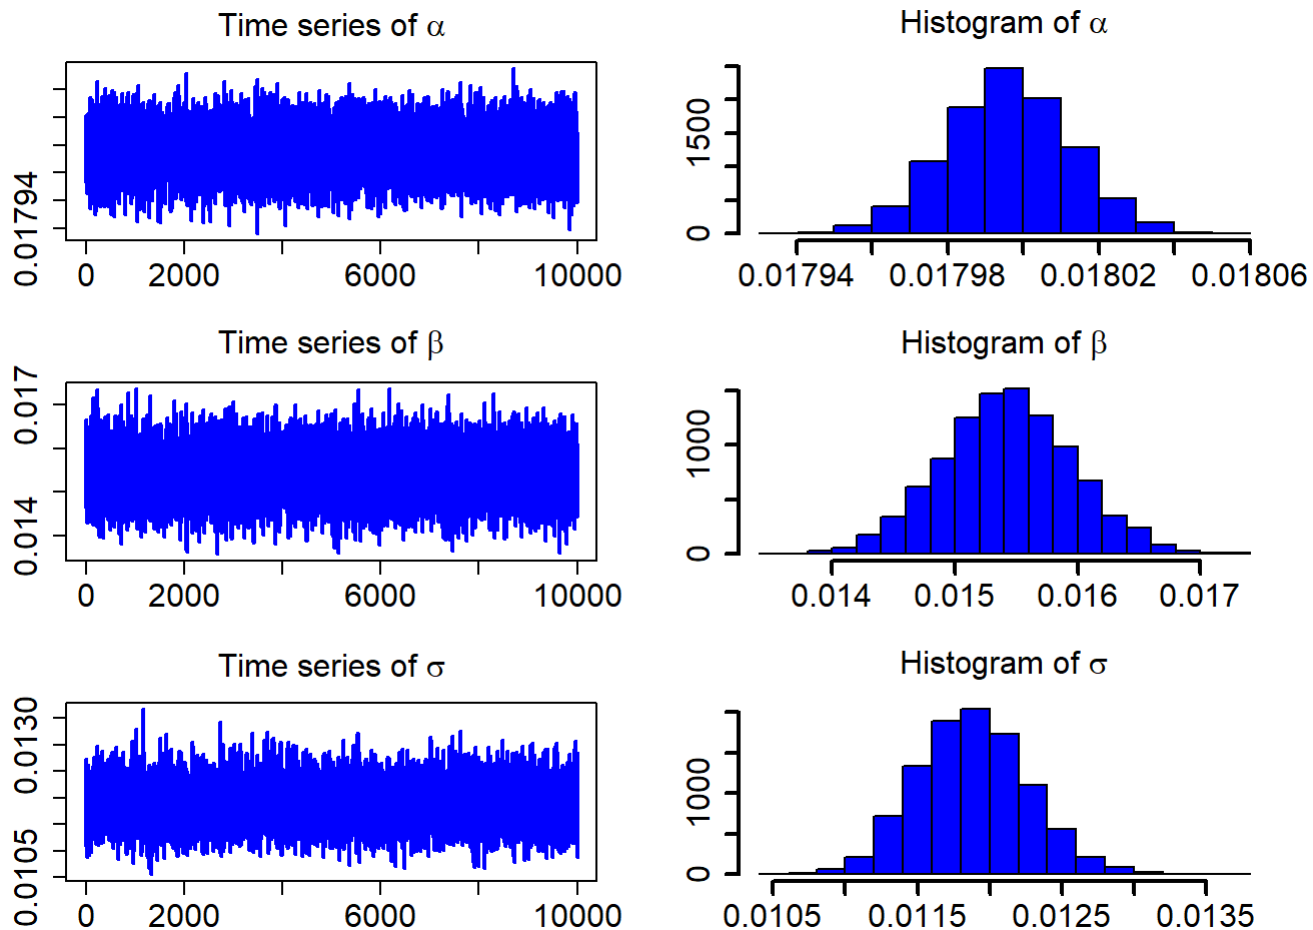 Time series of α
0.01794
0 2000 6000 10000
Histogram of α
0 1500
0.01794 0.01798 0.01802 0.01806
Time series of β
0.014 0.017
0 2000 6000 10000
Histogram of β
0 1000
0.014 0.015 0.016 0.017
Time series of σ
0.0105 0.0130
0 2000 6000 10000
Histogram of σ
0 1000
0.0105 0.0115 0.0125 0.0135